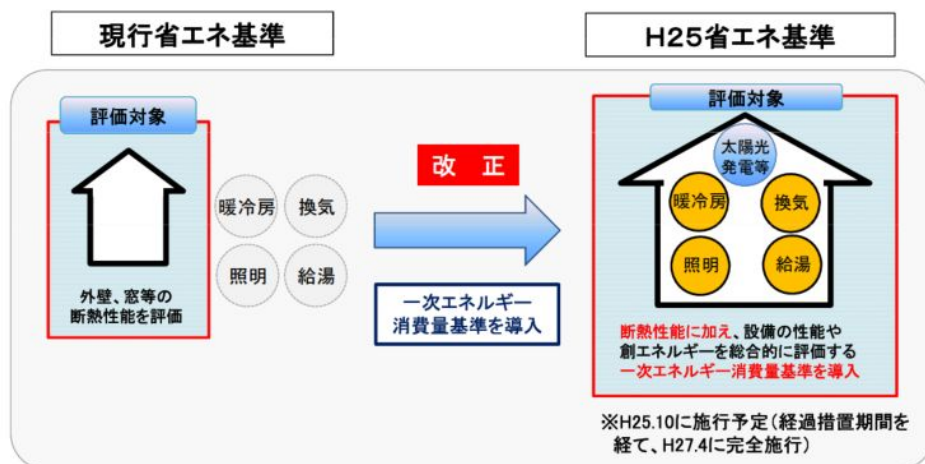 現行省エネ基準
H25省エネ基準
評価対象
外壁、窓等の
断熱性能を評価
暖冷房
換気
照明
給湯
改 正
一次エネルギー
消費量基準を導入
評価対象
太陽光
発電等
暖冷房
換気
照明
給湯
断熱性能に加え、設備の性能や
創エネルギーを総合的に評価する
一次エネルギー消費量基準を導入
※H25.10に施行予定(経過措置期間を
経て、H27.4に完全施行)